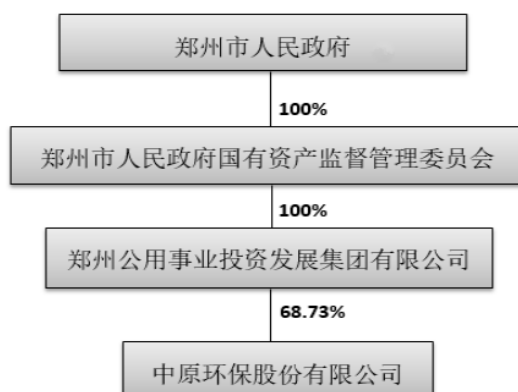 郑州市人民政府
100%
郑州市人民政府国有资产监督管理委员会
100%
郑州公用事业投资发展集团有限公司
68.73%
中原环保股份有限公司